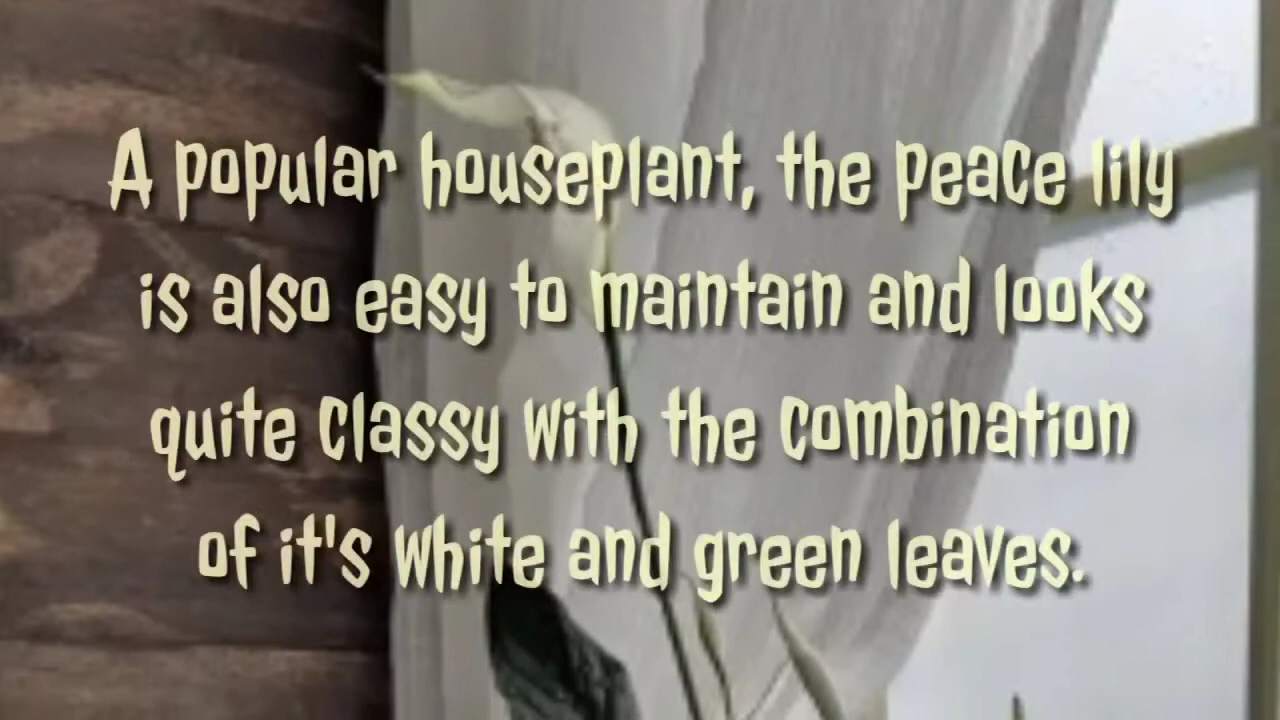 A popular houseplant, the peace lily
is also easy to maintain and looks
quite classy with the combination
of it's white and green leaves.